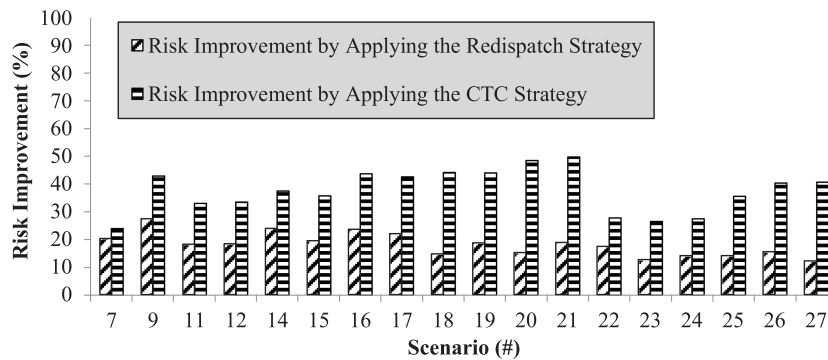 100
90
80
70
60
50
40
30
20
10
0
Risk Improvement (%)
Risk Improvement by Applying the Redispatch Strategy
Risk Improvement by Applying the CTC Strategy
7 9 11 12 14 15 16 17 18 19 20 21 22 23 24 25 26 27
Scenario (#)